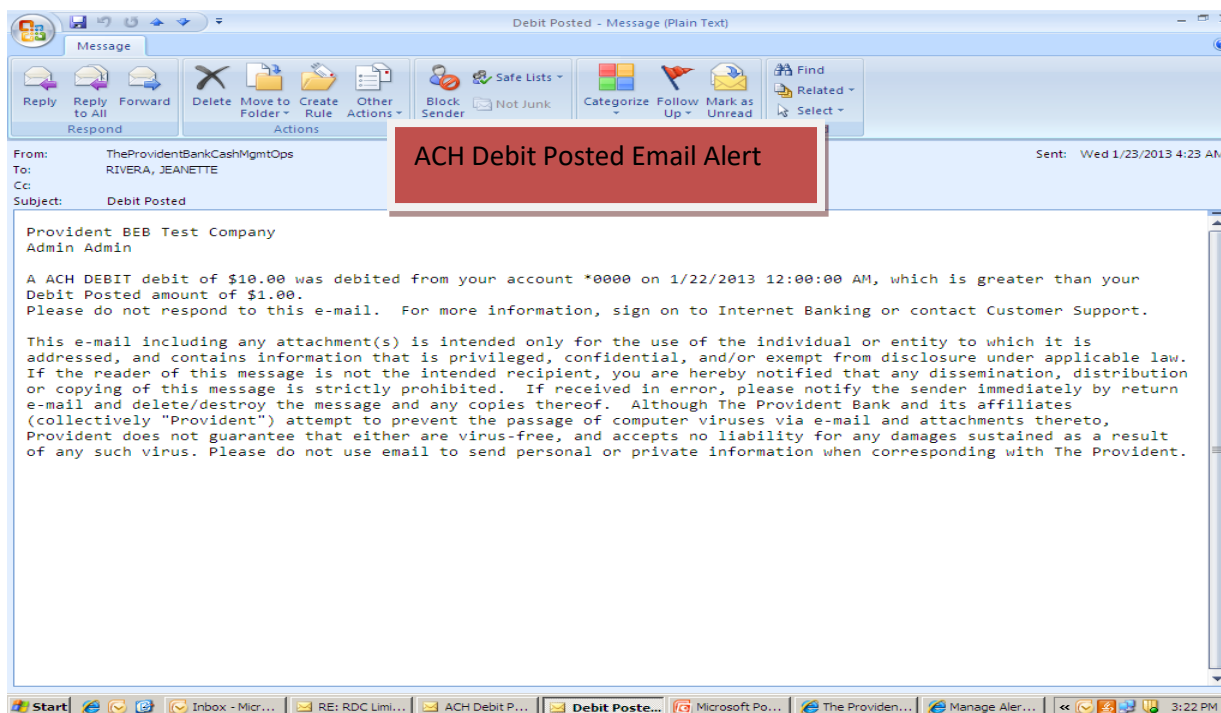 Debit Posted - Message (Plain Text)
Message
Reply
Reply to All
Forward
Respond
Delete
Move to Folder
Create Rule
Other Actions
Actions
Block Sender
Safe Lists
Not Junk
Categorize
Follow Up
Mark as Unread
Find
Related
Select
ACH Debit Posted Email Alert
From: TheProvidentBankCashMgmtOps
Sent: Wed 1/23/2013 4:23 AM
To: RIVERA, JEANETTE
Cc:
Subject: Debit Posted
Provident BEB Test Company
Admin Admin
A ACH DEBIT debit of $10.00 was debited from your account *0000 on 1/22/2013 12:00:00 AM, which is greater than your
Debit Posted amount of $1.00.
Please do not respond to this e-mail.  For more information, sign on to Internet Banking or contact Customer Support.
This e-mail including any attachment(s) is intended only for the use of the individual or entity to which it is
addressed, and contains information that is privileged, confidential, and/or exempt from disclosure under applicable law.
If the reader of this message is not the intended recipient, you are hereby notified that any dissemination, distribution
or copying of this message is strictly prohibited.  If received in error, please notify the sender immediately by return
e-mail and delete/destroy the message and any copies thereof.  Although The Provident Bank and its affiliates
(collectively "Provident") attempt to prevent the passage of computer viruses via e-mail and attachments thereto,
Provident does not guarantee that either are virus-free, and accepts no liability for any damages sustained as a result
of any such virus. Please do not use email to send personal or private information when corresponding with The Provident.
Start
Inbox - Micr...
RE: RDC Limi...
ACH Debit P...
Debit Poste...
Microsoft Po...
The Providen...
Manage Aler...
3:22 PM